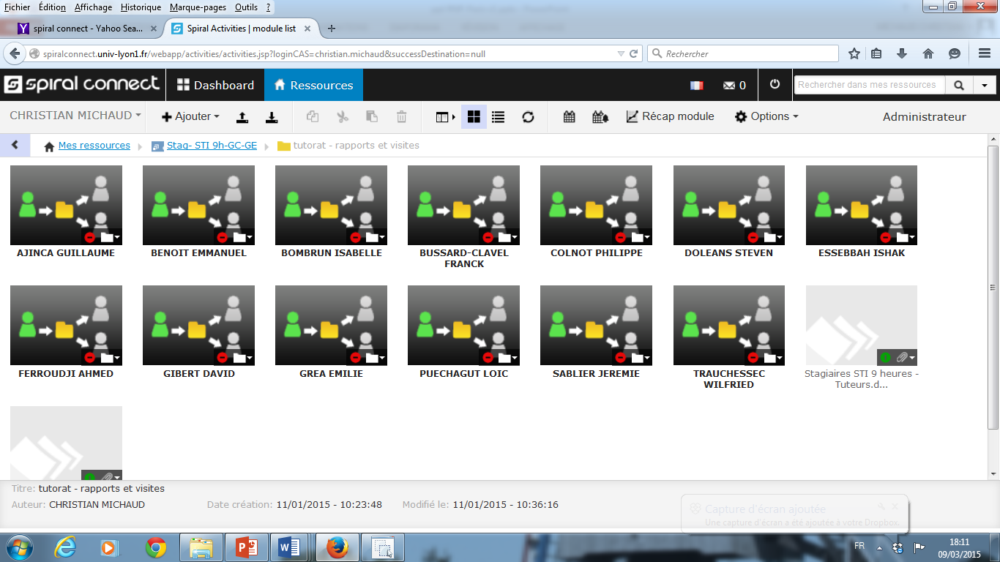 Fichier Édition Affichage Historique Marque-pages Outils ?
spiral connect - Yahoo Sea...
Spiral Activities | module list
spiralconnect.univ-lyon1.fr/webapp/activities/activities.jsp?loginCAS=christian.michaud&successDestination=null
Rechercher
spiral connect
Dashboard
Ressources
0
Rechercher dans mes ressources
CHRISTIAN MICHAUD
Ajouter
Récap module
Options
Administrateur
Mes ressources
Stag- STI 9h-GC-GE
tutorat - rapports et visites
AJINCA GUILLAUME
BENOIT EMMANUEL
BOMBRUN ISABELLE
BUSSARD-CLAVEL
FRANCK
COLNOT PHILIPPE
DOLEANS STEVEN
ESSEBBAH ISHAK
FERROUDJI AHMED
GIBERT DAVID
GREA EMILIE
PUECHAGUT LOIC
SABLIER JEREMIE
TRAUCHESSEC
WILFRIED
Stagiaires STI 9 heures -
Tuteurs.d...
Titre: tutorat - rapports et visites
Auteur: CHRISTIAN MICHAUD
Date création: 11/01/2015 - 10:23:48
Modifié le: 11/01/2015 - 10:36:16
Capture d'écran ajoutée
Une capture d'écran a été ajoutée à votre Dropbox.
FR
18:11
09/03/2015